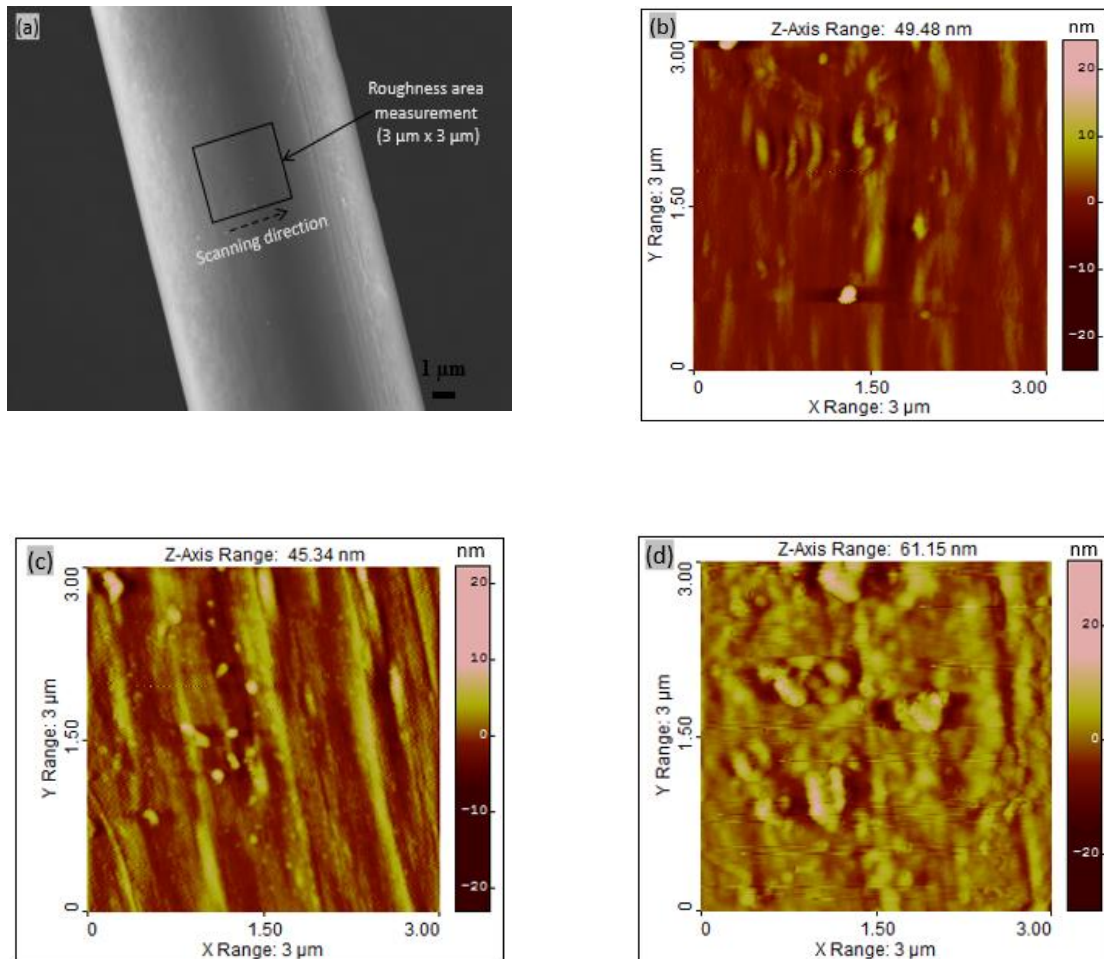 (a)
Roughness area
measurement
(3 µm x 3 µm)
Scanning direction
1 µm
(b)
Z-Axis Range: 49.48 nm
nm
3.00
1.50
0
Y Range: 3 µm
0
1.50
3.00
X Range: 3 µm
20
10
0
−10
−20
(c)
Z-Axis Range: 45.34 nm
nm
3.00
1.50
0
Y Range: 3 µm
0
1.50
3.00
X Range: 3 µm
20
10
0
−10
−20
(d)
Z-Axis Range: 61.15 nm
nm
3.00
1.50
0
Y Range: 3 µm
0
1.50
3.00
X Range: 3 µm
20
0
−20